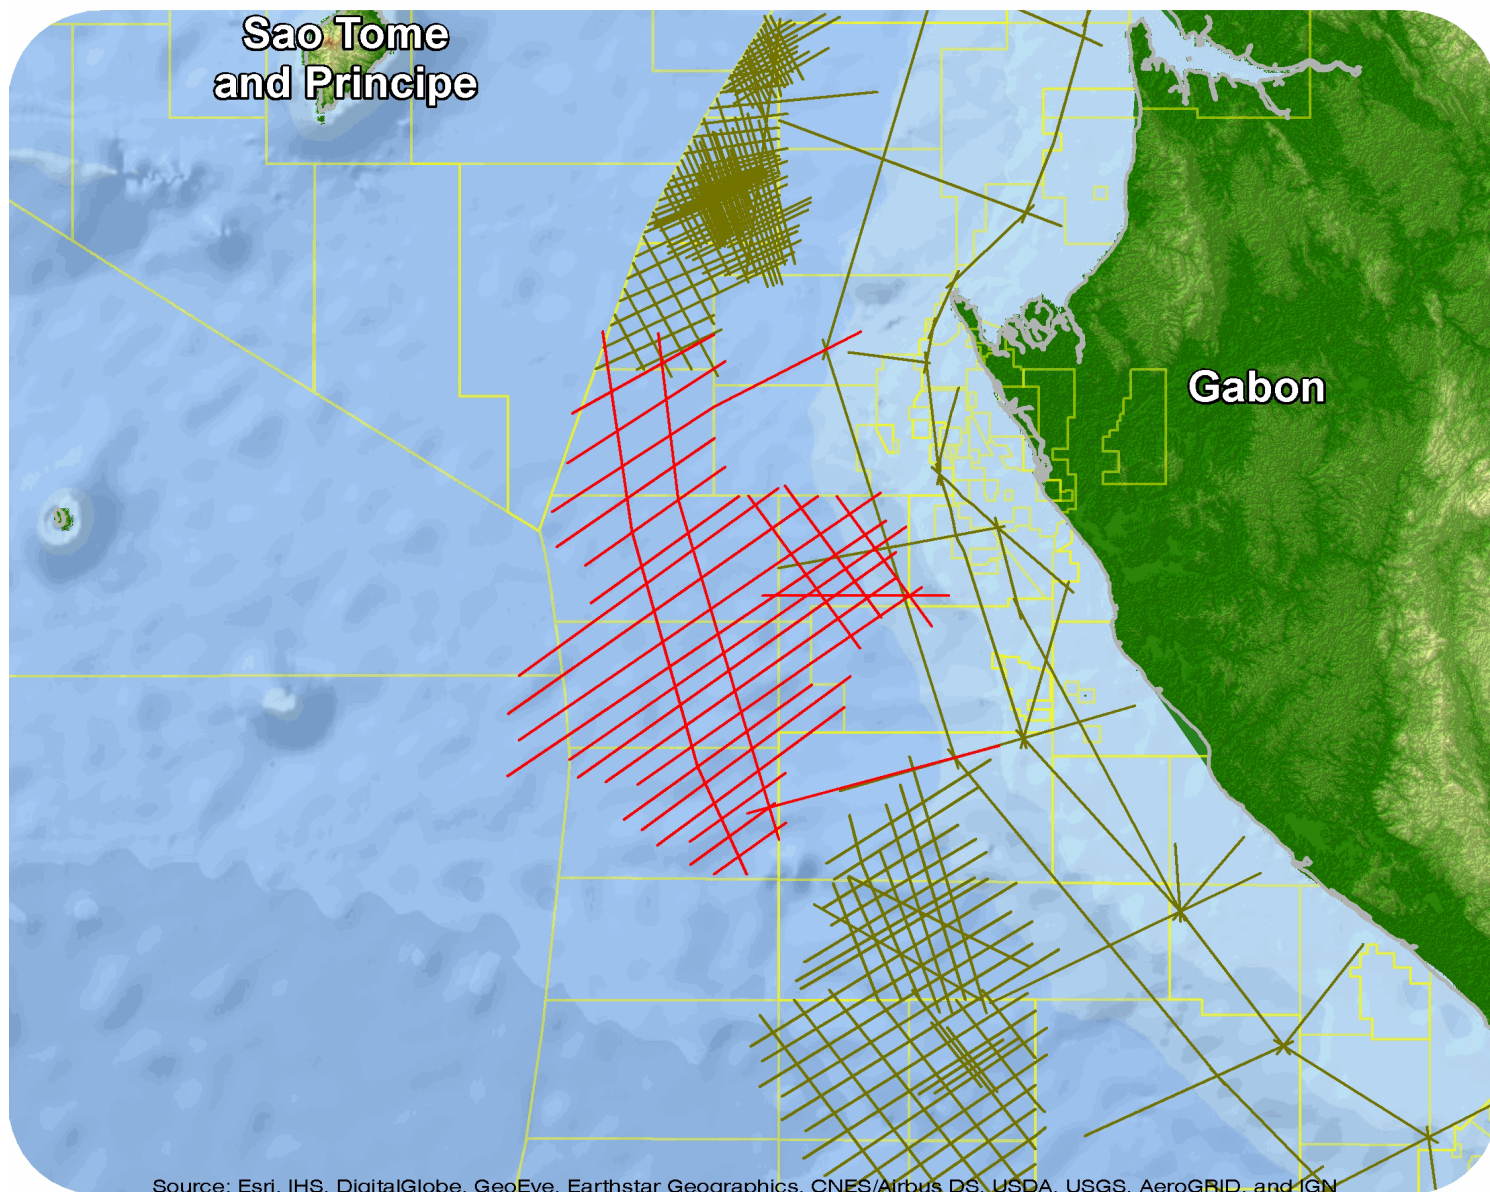 Sao Tome
and Principe
Gabon
Source: Esri, IHS, DigitalGlobe, GeoEye, Earthstar Geographics, CNES/Airbus DS, USDA, USGS, AeroGRID, and IGN